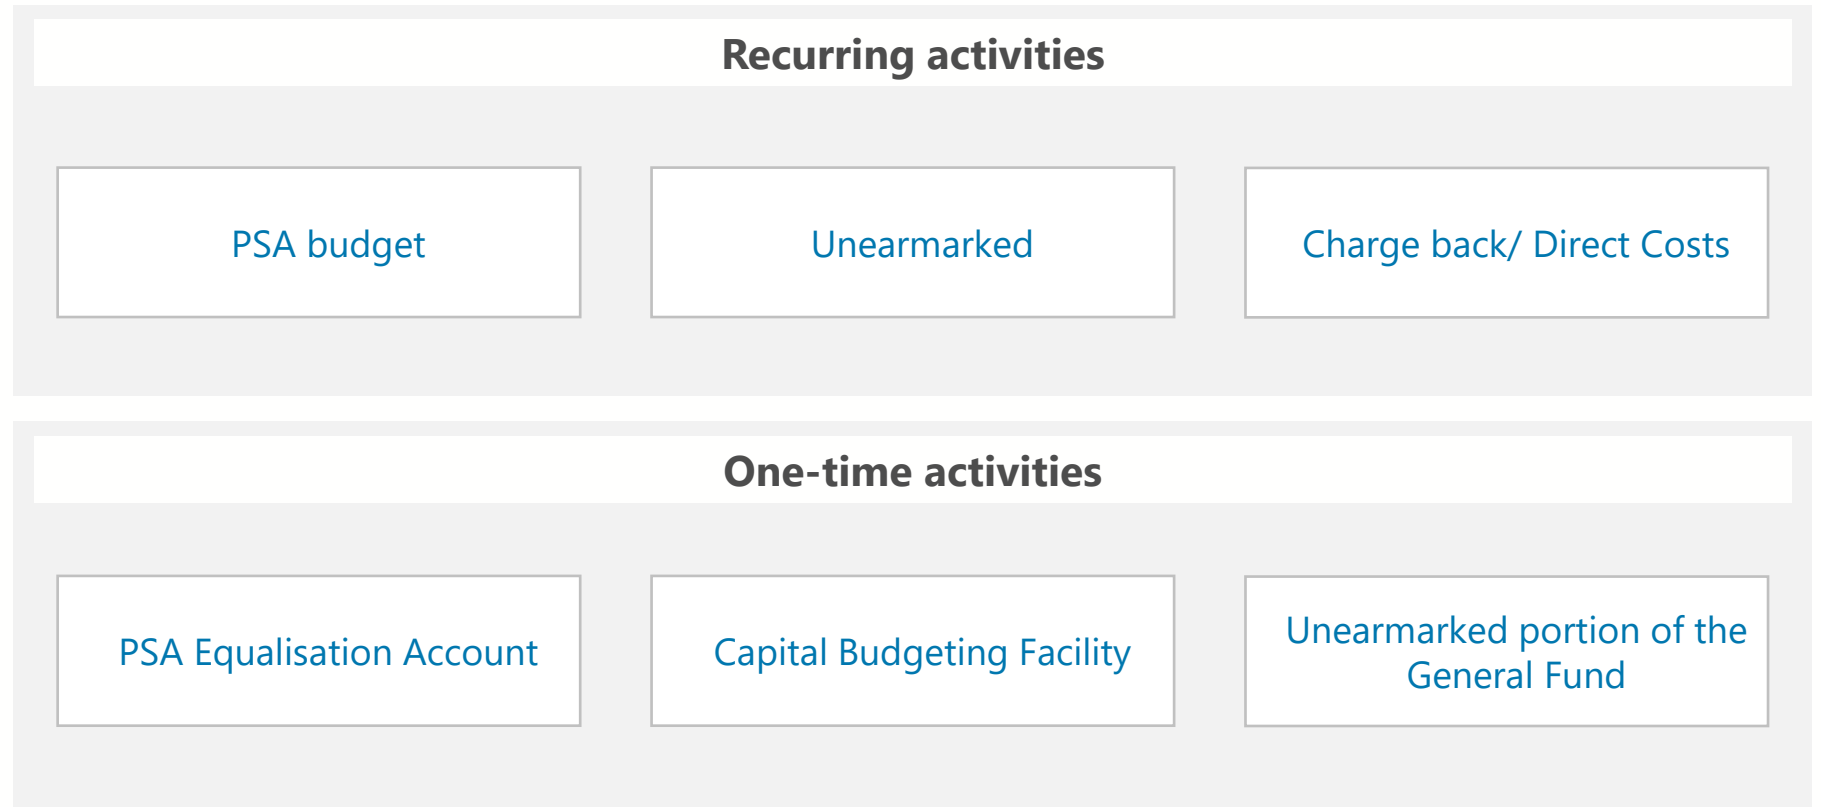 Recurring activities
PSA budget
Unearmarked
Charge back/ Direct Costs
One-time activities
PSA Equalisation Account
Capital Budgeting Facility
Unearmarked portion of the
General Fund